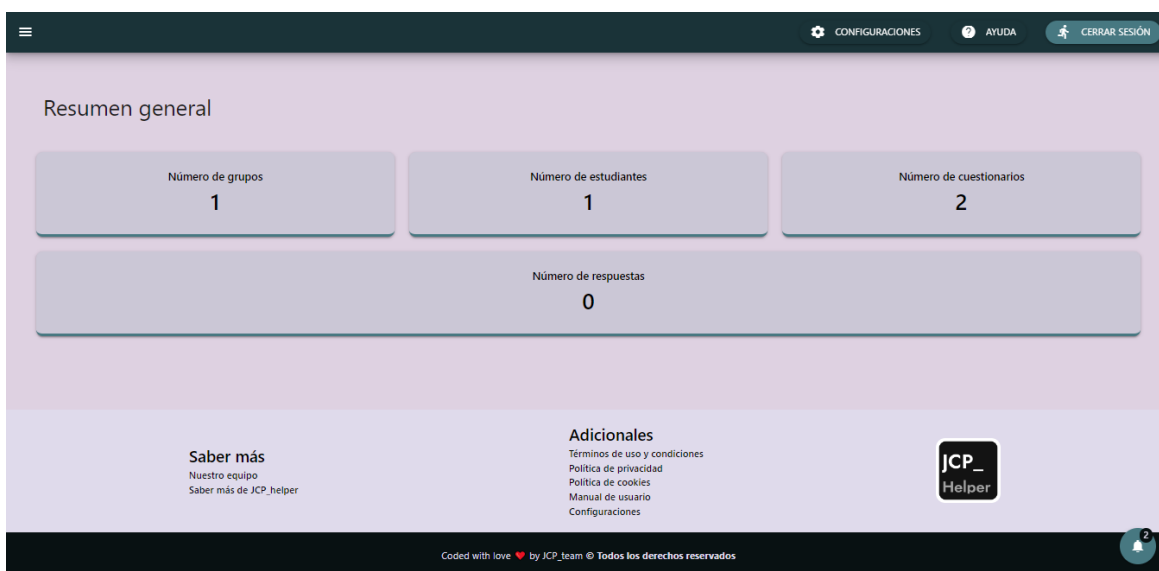 CONFIGURACIONES
AYUDA
CERRAR SESIÓN
Resumen general
Número de grupos
1
Número de estudiantes
1
Número de cuestionarios
2
Número de respuestas
0
Saber más
Nuestro equipo
Saber más de JCP_helper
Adicionales
Términos de uso y condiciones
Política de privacidad
Política de cookies
Manual de usuario
Configuraciones
JCP_
Helper
Coded with love ❤ by JCP_team © Todos los derechos reservados
2